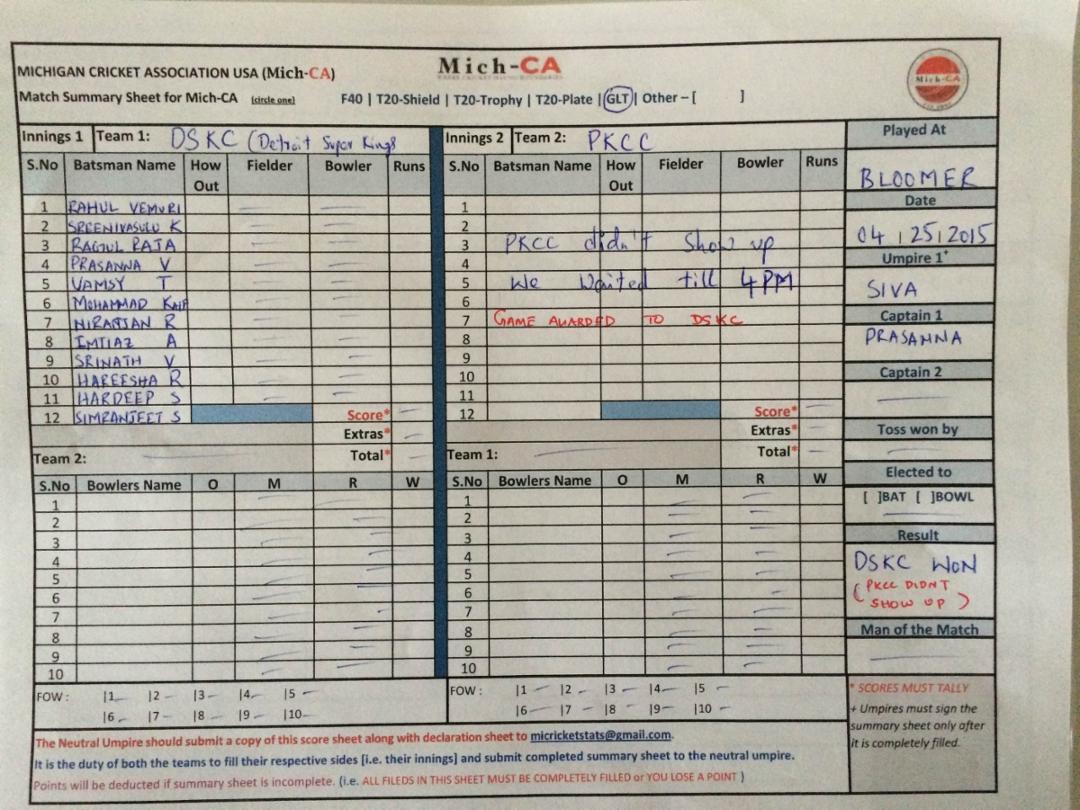 Mich-CA
MICHIGAN CRICKET ASSOCIATION USA (Mich-CA)
Match Summary Sheet for Mich-CA (circle one) F40 | T20-Shield | T20-Trophy | T20-Plate | GLT | Other – [ ]
Mich-CA
Innings 1 Team 1: DSKC (Detroit Super Kings
S.No Batsman Name How Out Fielder Bowler Runs
1 RAHUL VEMURI
2 SREENIVASULU K
3 RAGJUL RAJA
4 PRASANNA V
5 VAMSY T
6 MOHAMMAD KAIF
7 NIRANJAN R
8 IMTIAZ A
9 SRINATH V
10 HAREESHA R
11 HARDEEP S
12 SIMRANJEET S Score*
Extras*
Team 2: Total*
S.No Bowlers Name O M R W
1
2
3
4
5
6
7
8
9
10
FOW : |1 |2 |3 |4 |5
|6 |7 |8 |9 |10
Innings 2 Team 2: PKCC
S.No Batsman Name How Out Fielder Bowler Runs
1
2
3 PKCC didn't Show up
4
5 We Waited till 4PM
6
7 GAME AWARDED TO DSKC
8
9
10
11
12 Score*
Extras*
Team 1: Total*
S.No Bowlers Name O M R W
1
2
3
4
5
6
7
8
9
10
FOW : |1 |2 |3 |4 |5
|6 |7 |8 |9 |10
Played At
BLOOMER
Date
04 | 25 | 2015
Umpire 1+
SIVA
Captain 1
PRASANNA
Captain 2
Toss won by
Elected to
[ ]BAT [ ]BOWL
Result
DSKC WON
(PKCC DIDNT
SHOW UP)
Man of the Match
* SCORES MUST TALLY
+ Umpires must sign the
summary sheet only after
it is completely filled.
The Neutral Umpire should submit a copy of this score sheet along with declaration sheet to micricketstats@gmail.com.
It is the duty of both the teams to fill their respective sides [i.e. their innings] and submit completed summary sheet to the neutral umpire.
Points will be deducted if summary sheet is incomplete. (i.e. ALL FILEDS IN THIS SHEET MUST BE COMPLETELY FILLED or YOU LOSE A POINT )